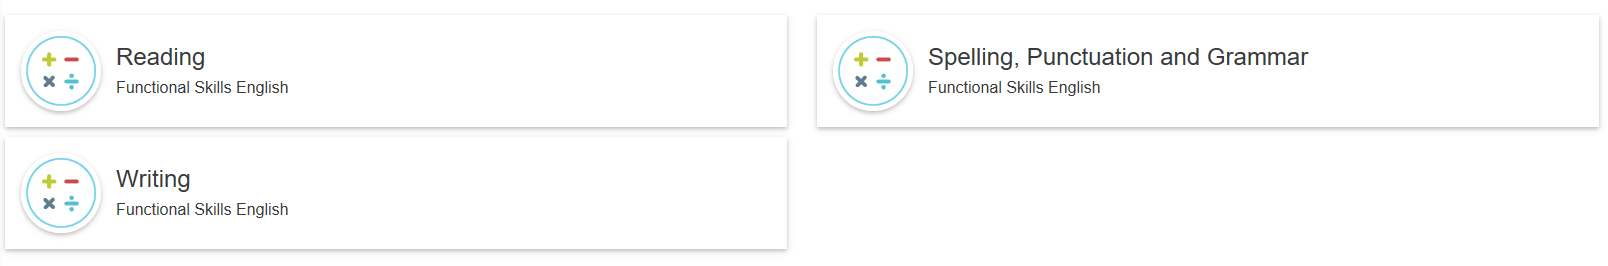 Reading
Functional Skills English
Spelling, Punctuation and Grammar
Functional Skills English
Writing
Functional Skills English